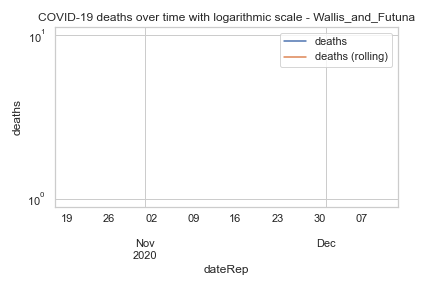 COVID-19 deaths over time with logarithmic scale - Wallis_and_Futuna
deaths
deaths (rolling)
10¹
10⁰
deaths
19 26 02 09 16 23 30 07
Nov Dec
2020
dateRep